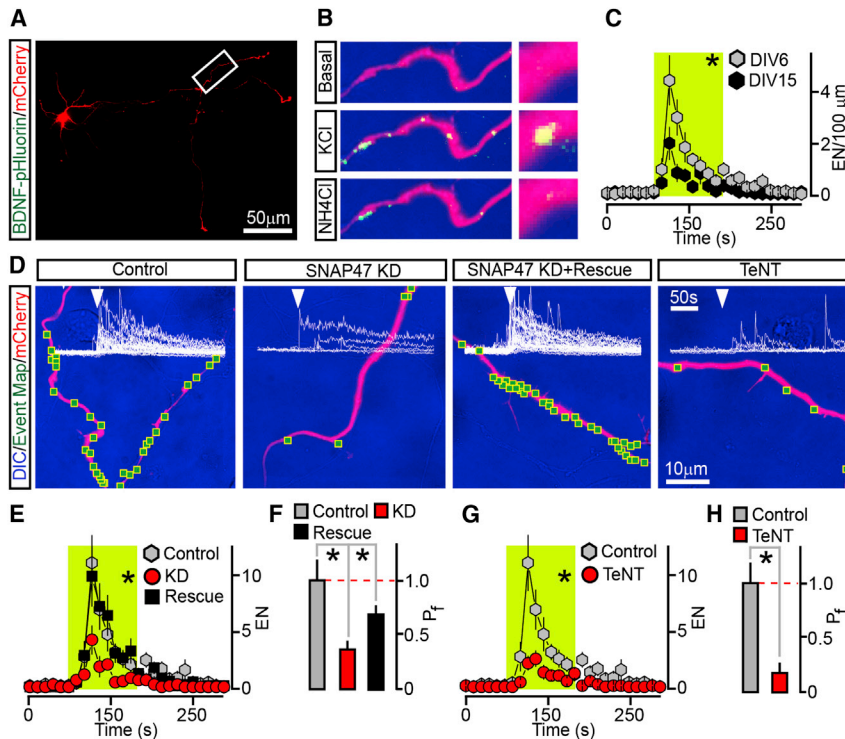 A
BDNF-pHluorin/mCherry
50μm
B
Basal
KCl
NH4Cl
C
DIV6
DIV15
*
4
2
0
EN/100 μm
0
150
250
Time (s)
D
DIC/Event Map/mCherry
Control
SNAP47 KD
SNAP47 KD+Rescue
TeNT
50s
10μm
E
Control
KD
Rescue
*
10
5
0
EN
0
150
250
Time (s)
F
Control
KD
Rescue
*
*
1.0
0.5
0
Pf
G
Control
TeNT
*
10
5
0
EN
0
150
250
Time (s)
H
Control
TeNT
*
1.0
0.5
0
Pf